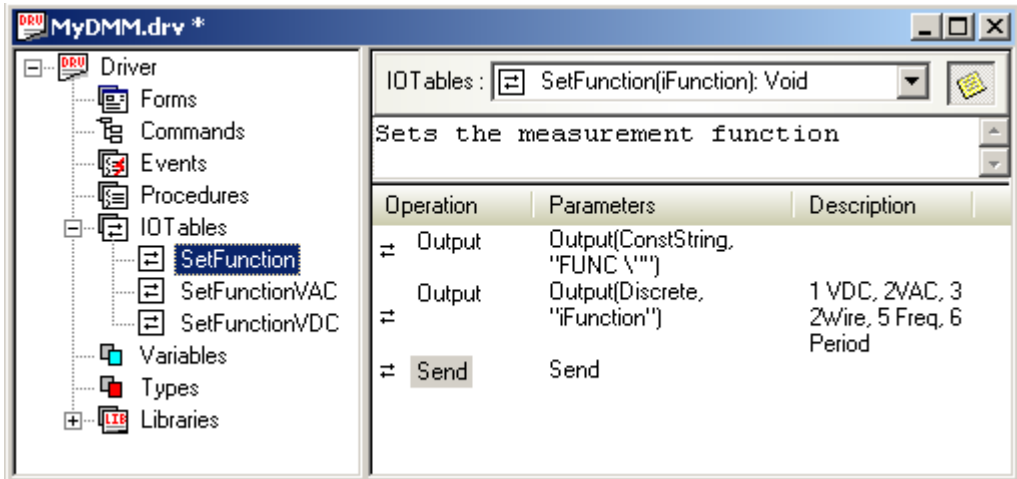 MyDMM.drv *
Driver
Forms
Commands
Events
Procedures
IOTables
SetFunction
SetFunctionVAC
SetFunctionVDC
Variables
Types
Libraries
IOTables : SetFunction(iFunction): Void
Sets the measurement function
Operation Parameters Description
Output Output(ConstString,
"FUNC \"")
Output Output(Discrete, 1 VDC, 2VAC, 3
"iFunction") 2Wire, 5 Freq, 6
Period
Send Send